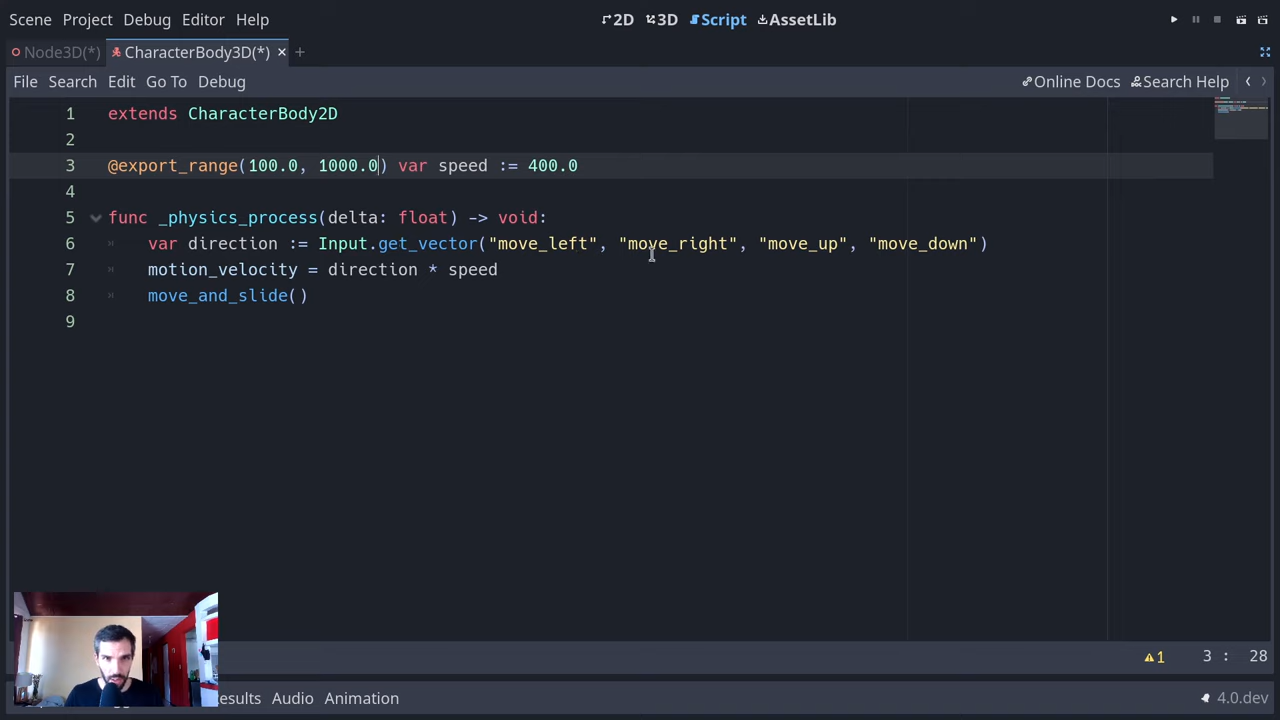 Scene Project Debug Editor Help 2D 3D Script AssetLib
Node3D(*) CharacterBody3D(*) × +
File Search Edit Go To Debug Online Docs Search Help
1 extends CharacterBody2D
2
3 @export_range(100.0, 1000.0) var speed := 400.0
4
5 func _physics_process(delta: float) -> void:
6 var direction := Input.get_vector("move_left", "move_right", "move_up", "move_down")
7 motion_velocity = direction * speed
8 move_and_slide()
9
1 3 : 28
Audio Animation 4.0.dev